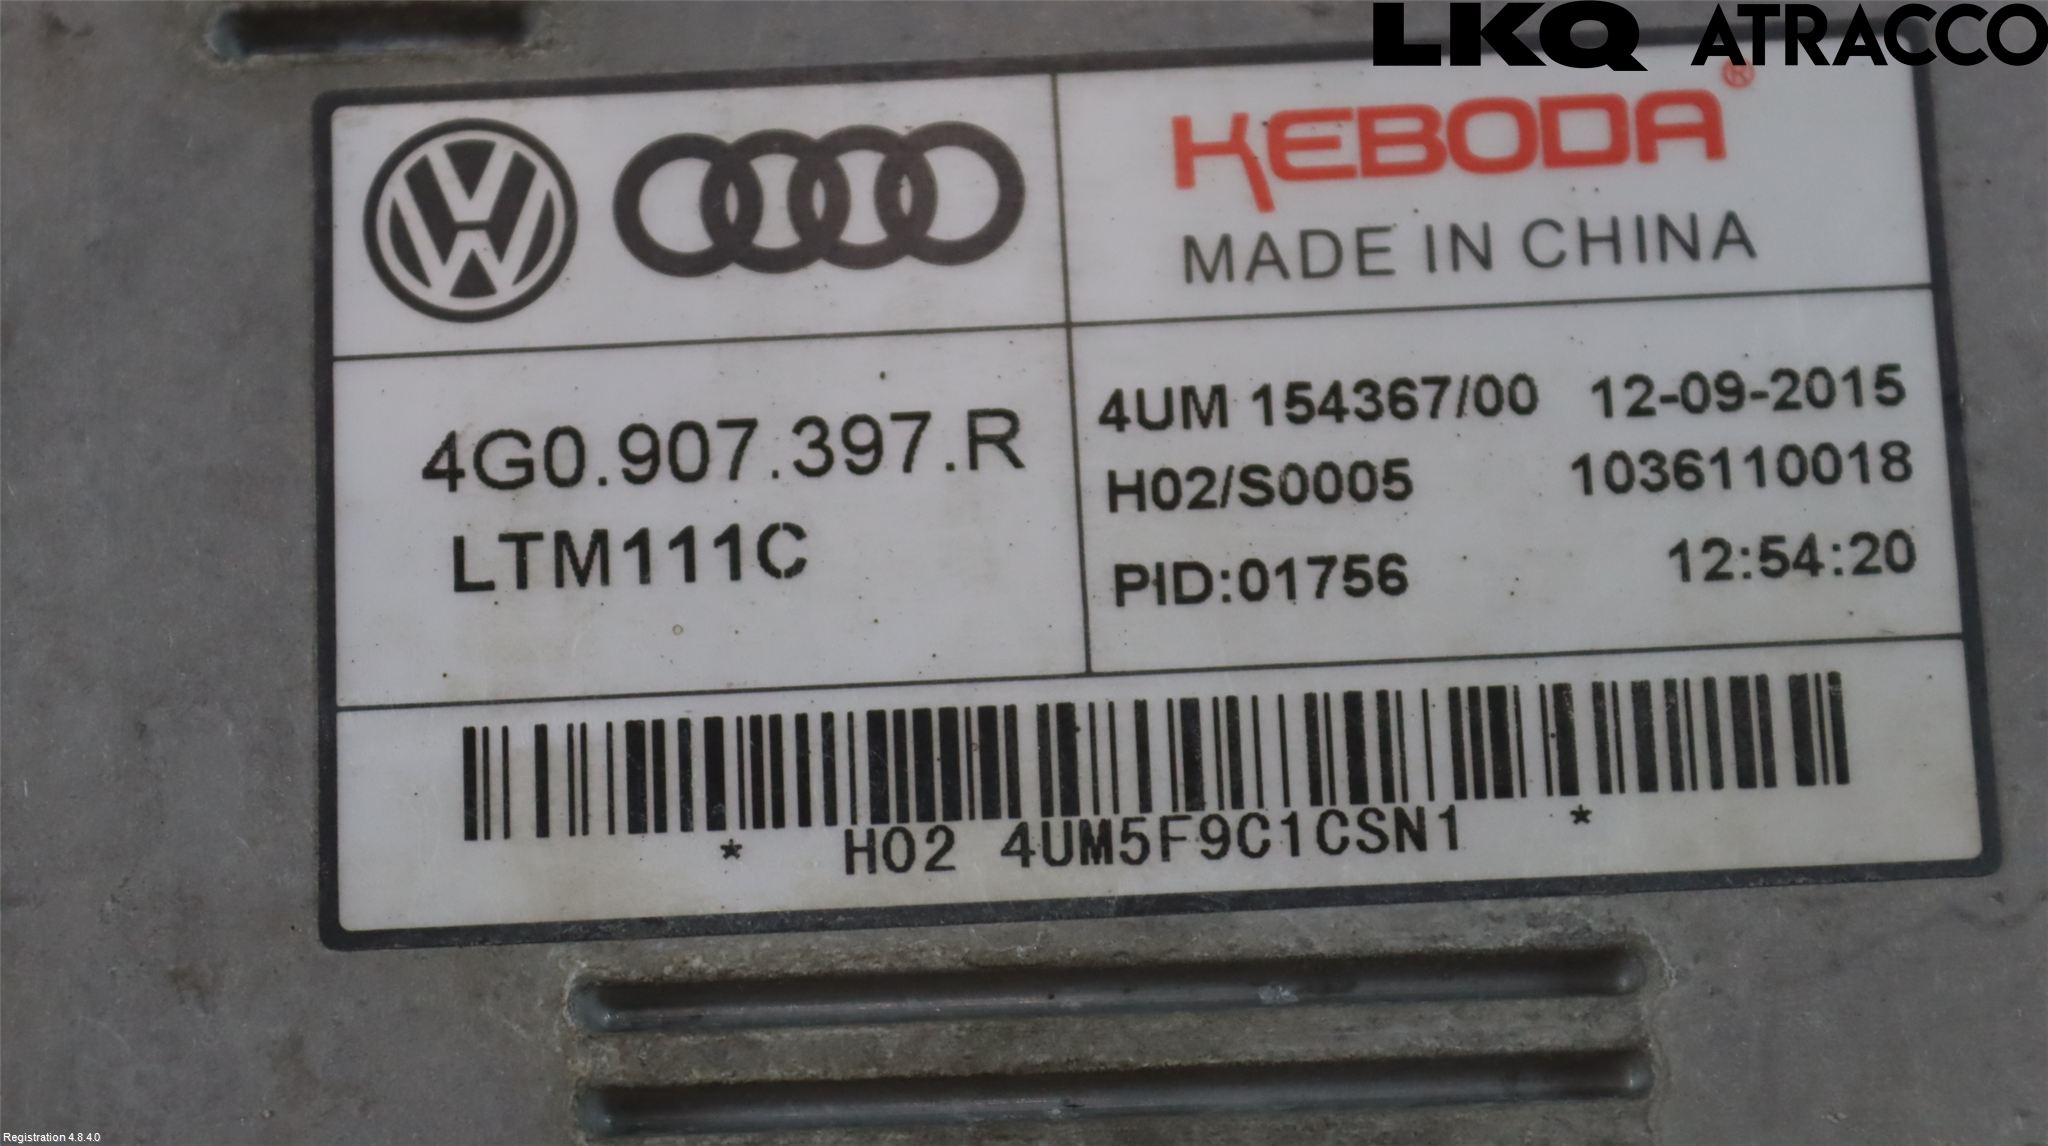 LKQ ATRACCO
KEBODA®
MADE IN CHINA
4G0.907.397.R
LTM111C
4UM 154367/00 12-09-2015
H02/S0005 1036110018
PID:01756 12:54:20
* H02 4UM5F9C1CSN1 *
Registration 4.8.4.0